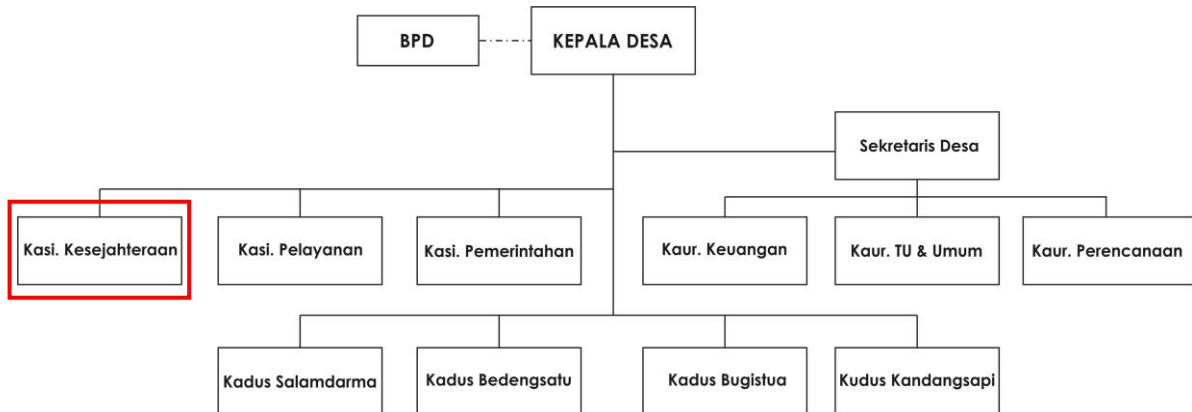 BPD
KEPALA DESA
Sekretaris Desa
Kasi. Kesejahteraan
Kasi. Pelayanan
Kasi. Pemerintahan
Kaur. Keuangan
Kaur. TU & Umum
Kaur. Perencanaan
Kadus Salamdarma
Kadus Bedengsatu
Kadus Bugistua
Kudus Kandangsapi